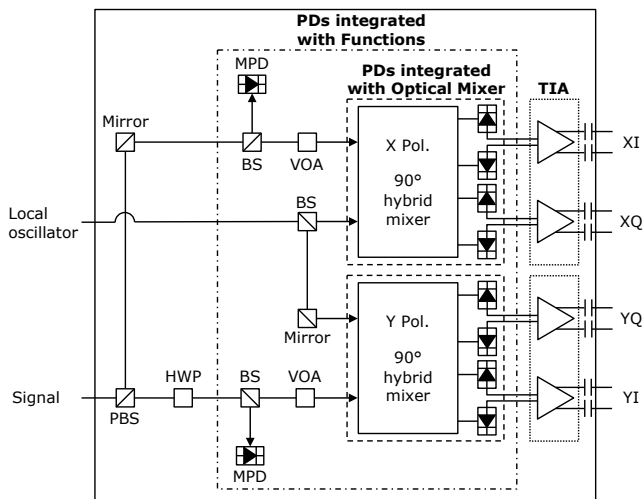 PDs integrated
with Functions
MPD
PDs integrated
with Optical Mixer
TIA
Mirror
BS
VOA
X Pol.
90°
hybrid
mixer
XI
Local
oscillator
BS
XQ
Mirror
Y Pol.
90°
hybrid
mixer
YQ
Signal
PBS
HWP
BS
VOA
YI
MPD